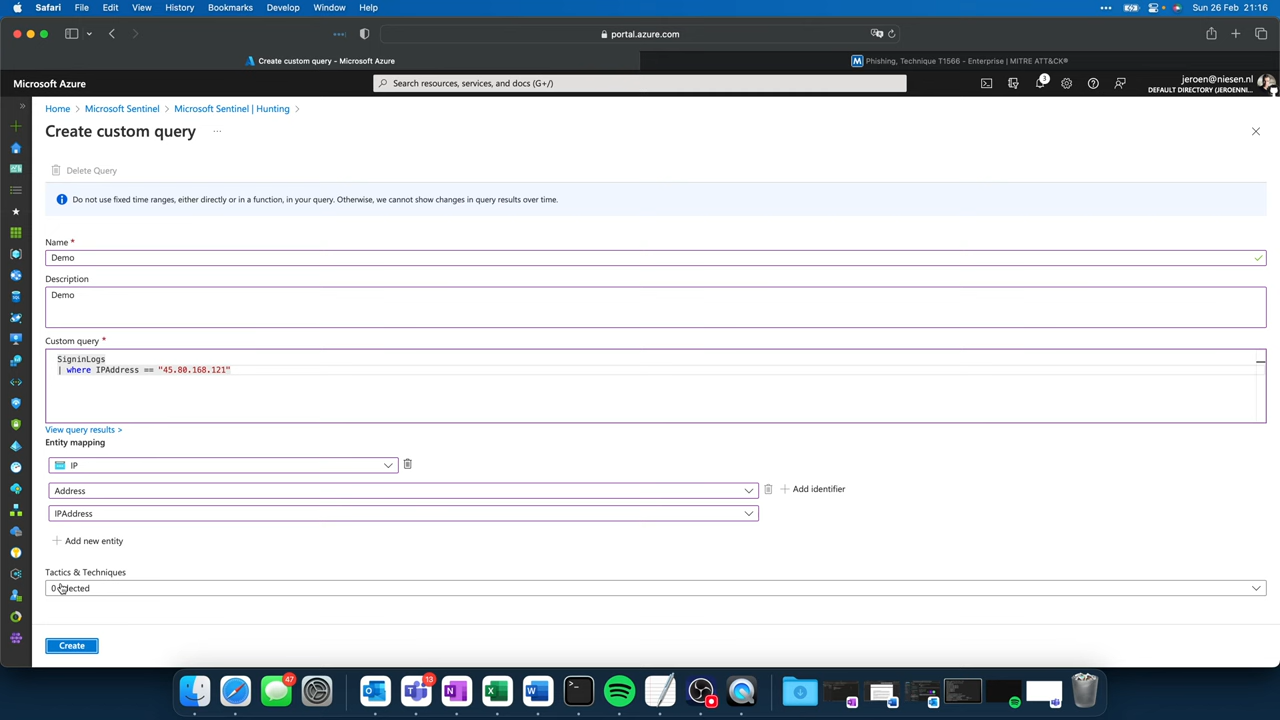 Safari File Edit View History Bookmarks Develop Window Help
Sun 26 Feb 21:16
portal.azure.com
Create custom query - Microsoft Azure
Phishing, Technique T1566 - Enterprise | MITRE ATT&CK®
Microsoft Azure
Search resources, services, and docs (G+/)
3
jeroen@niesen.nl
DEFAULT DIRECTORY (JEROENNI...
Home > Microsoft Sentinel > Microsoft Sentinel | Hunting >
Create custom query ...
Delete Query
Do not use fixed time ranges, either directly or in a function, in your query. Otherwise, we cannot show changes in query results over time.
Name *
Demo
Description
Demo
Custom query *
SigninLogs
| where IPAddress == "45.80.168.121"
View query results >
Entity mapping
IP
Address
Add identifier
IPAddress
Add new entity
Tactics & Techniques
Create
47
13